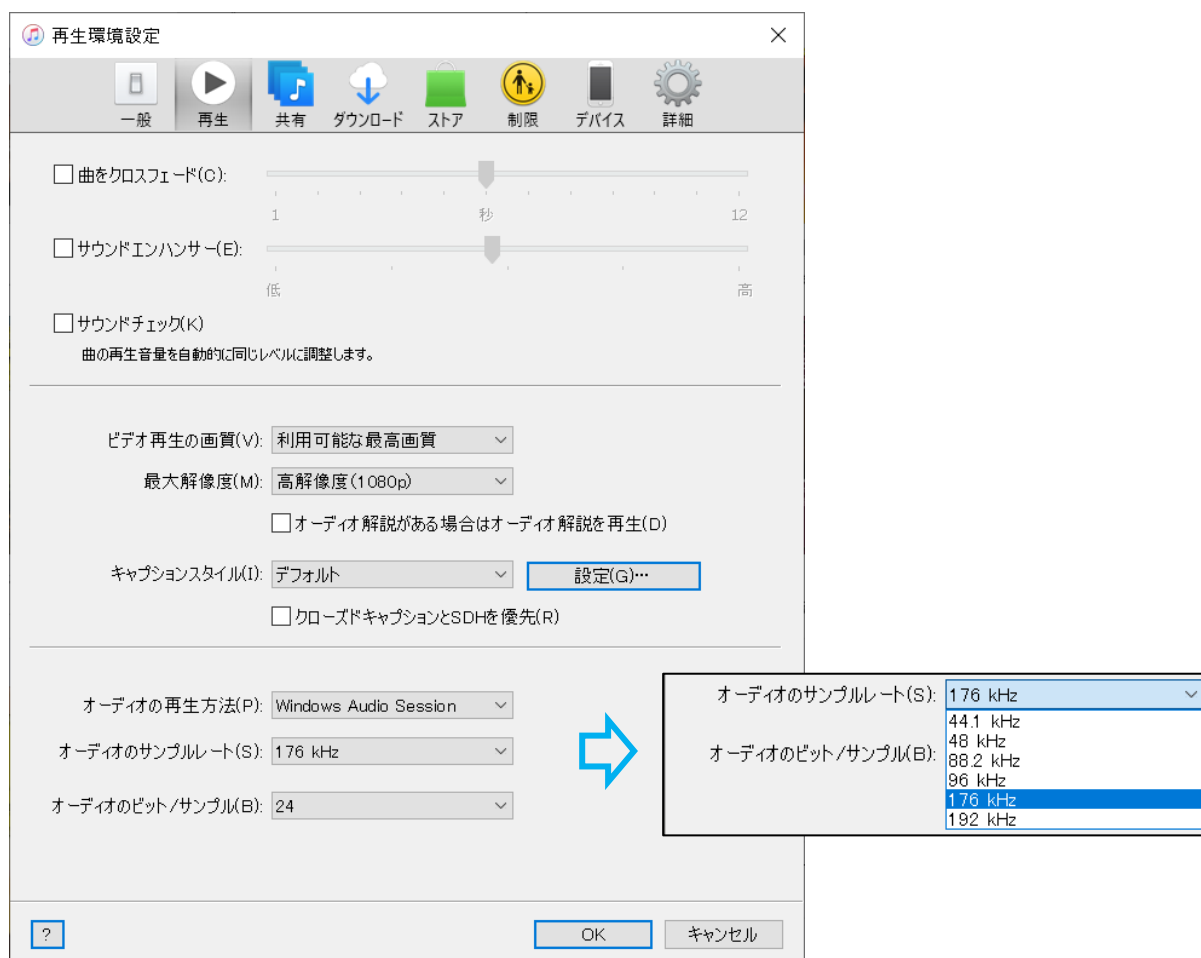 再生環境設定
一般 再生 共有 ダウンロード ストア 制限 デバイス 詳細
曲をクロスフェード(C):
1 秒 12
サウンドエンハンサー(E):
低 高
サウンドチェック(K)
曲の再生音量を自動的に同じレベルに調整します。
ビデオ再生の画質(V): 利用可能な最高画質
最大解像度(M): 高解像度(1080p)
オーディオ解説がある場合はオーディオ解説を再生(D)
キャプションスタイル(I): デフォルト 設定(G)…
クローズドキャプションとSDHを優先(R)
オーディオの再生方法(P): Windows Audio Session
オーディオのサンプルレート(S): 176 kHz
オーディオのビット/サンプル(B): 24
オーディオのサンプルレート(S): 176 kHz
44.1 kHz
48 kHz
オーディオのビット/サンプル(B):
88.2 kHz
96 kHz
176 kHz
192 kHz
? OK キャンセル